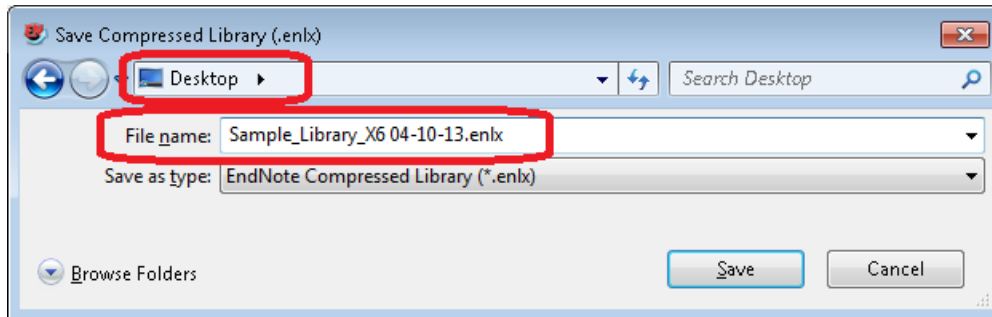 Save Compressed Library (.enlx)
Desktop
Search Desktop
File name: Sample_Library_X6 04-10-13.enlx
Save as type: EndNote Compressed Library (*.enlx)
Browse Folders
Save
Cancel